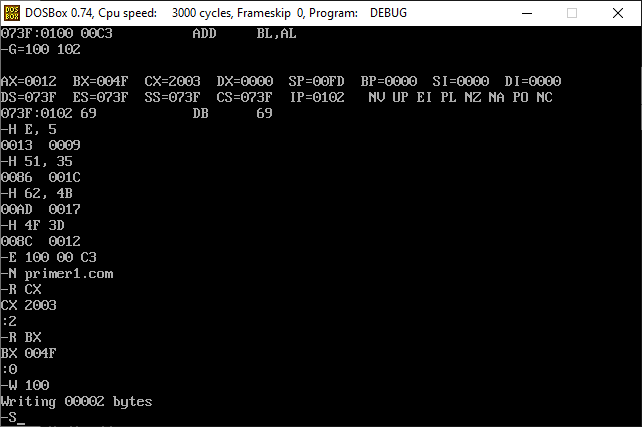 DOS BOX DOSBox 0.74, Cpu speed: 3000 cycles, Frameskip 0, Program: DEBUG
073F:0100 00C3 ADD BL,AL
-G=100 102
AX=0012 BX=004F CX=2003 DX=0000 SP=00FD BP=0000 SI=0000 DI=0000
DS=073F ES=073F SS=073F CS=073F IP=0102 NV UP EI PL NZ NA PO NC
073F:0102 69 DB 69
-H E, 5
0013 0009
-H 51, 35
0086 001C
-H 62, 4B
00AD 0017
-H 4F 3D
008C 0012
-E 100 00 C3
-N primer1.com
-R CX
CX 2003
:2
-R BX
BX 004F
:0
-W 100
Writing 00002 bytes
-S_